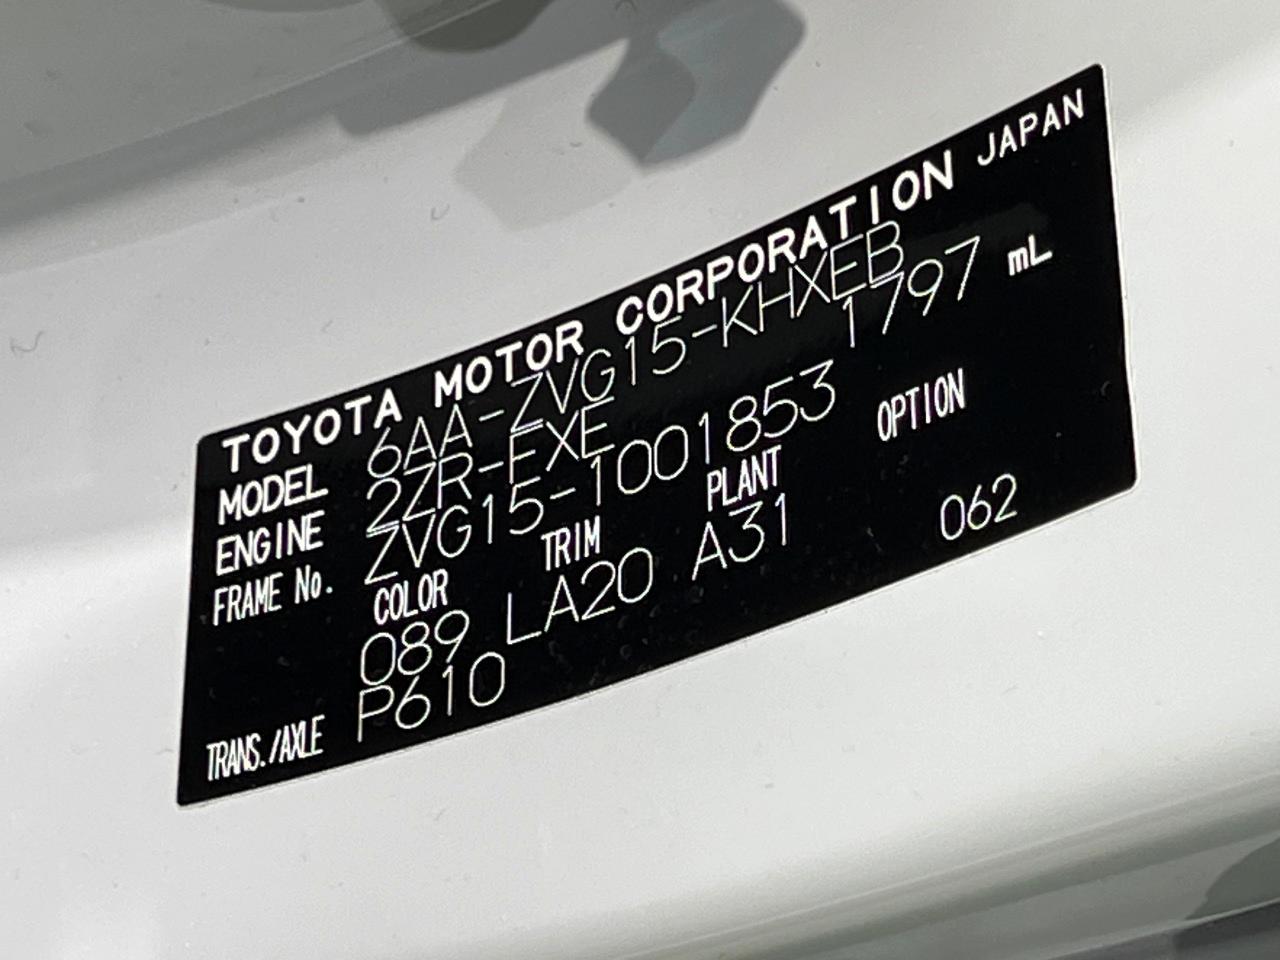 TOYOTA MOTOR CORPORATION JAPAN
MODEL 6AA-ZVG15-KHXEB
ENGINE 2ZR-FXE 1797 mL
FRAME No. ZVG15-1001853
COLOR TRIM PLANT OPTION
089 LA20 A31 062
TRANS./AXLE P610